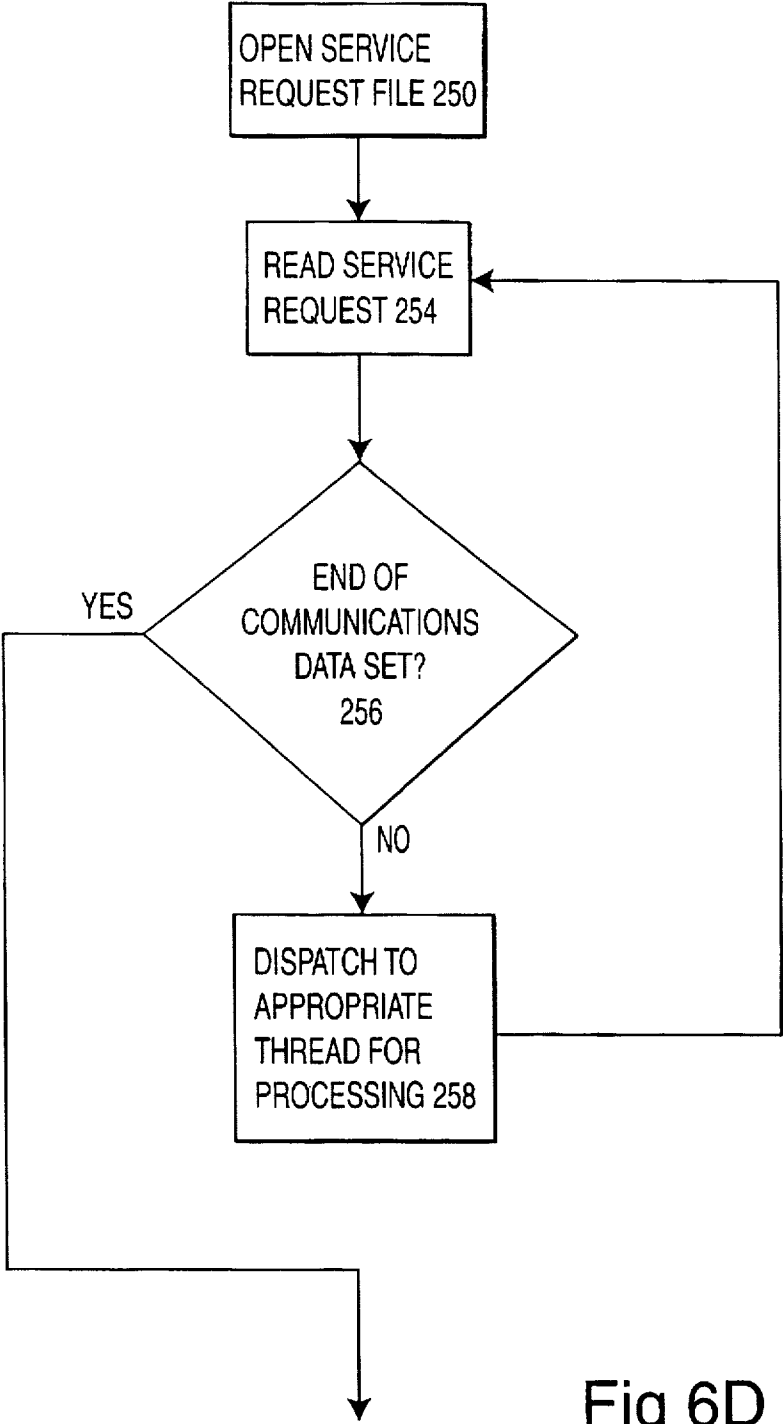 OPEN SERVICE
REQUEST FILE 250
READ SERVICE
REQUEST 254
END OF
COMMUNICATIONS
DATA SET?
256
YES
NO
DISPATCH TO
APPROPRIATE
THREAD FOR
PROCESSING 258
Fig 6D